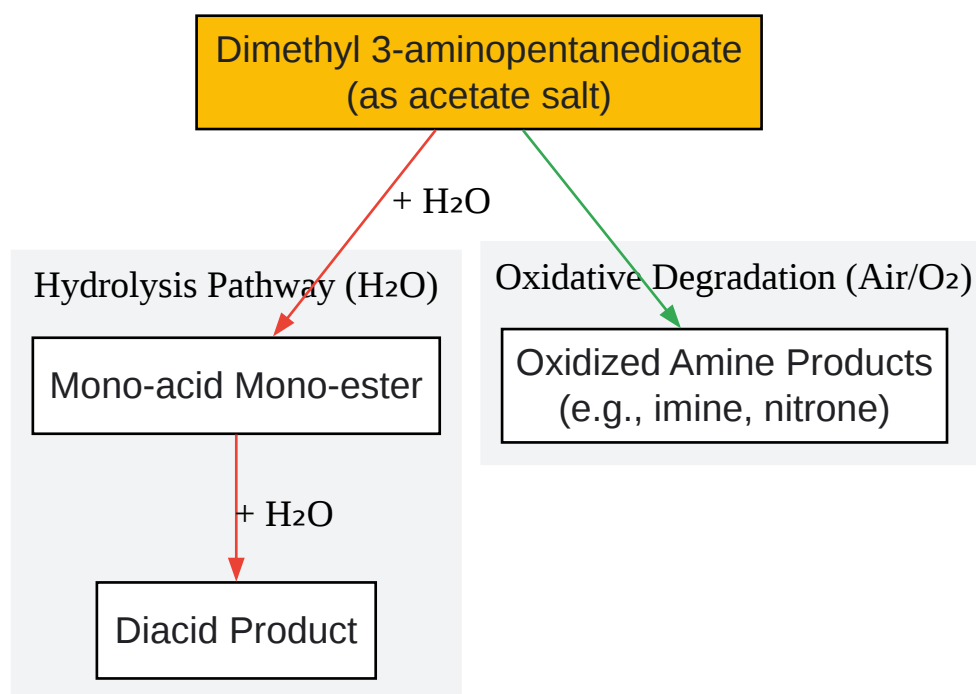 Dimethyl 3-aminopentanedioate
(as acetate salt)
+ H₂O
Hydrolysis Pathway (H₂O)
Oxidative Degradation (Air/O₂)
Mono-acid Mono-ester
Oxidized Amine Products
(e.g., imine, nitrone)
+ H₂O
Diacid Product